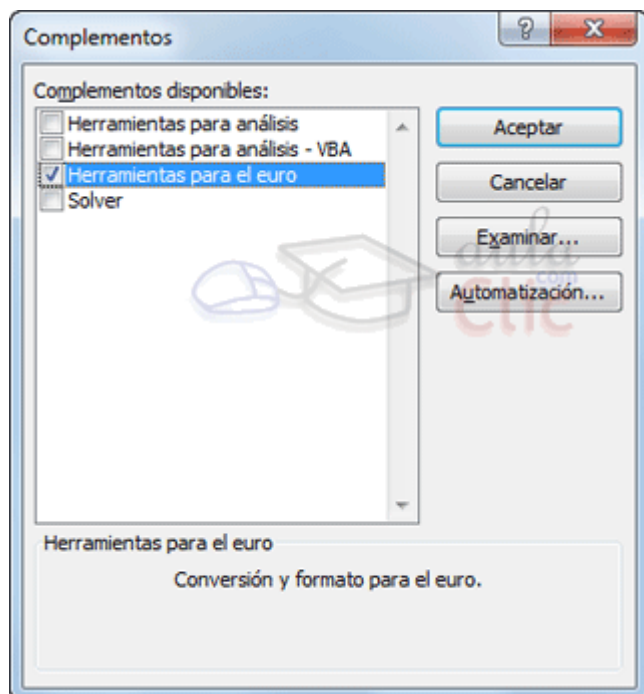 Complementos
Complementos disponibles:
Herramientas para análisis
Herramientas para análisis - VBA
Herramientas para el euro
Solver
Aceptar
Cancelar
Examinar...
Automatización...
aula
.com
Clic
Herramientas para el euro
Conversión y formato para el euro.